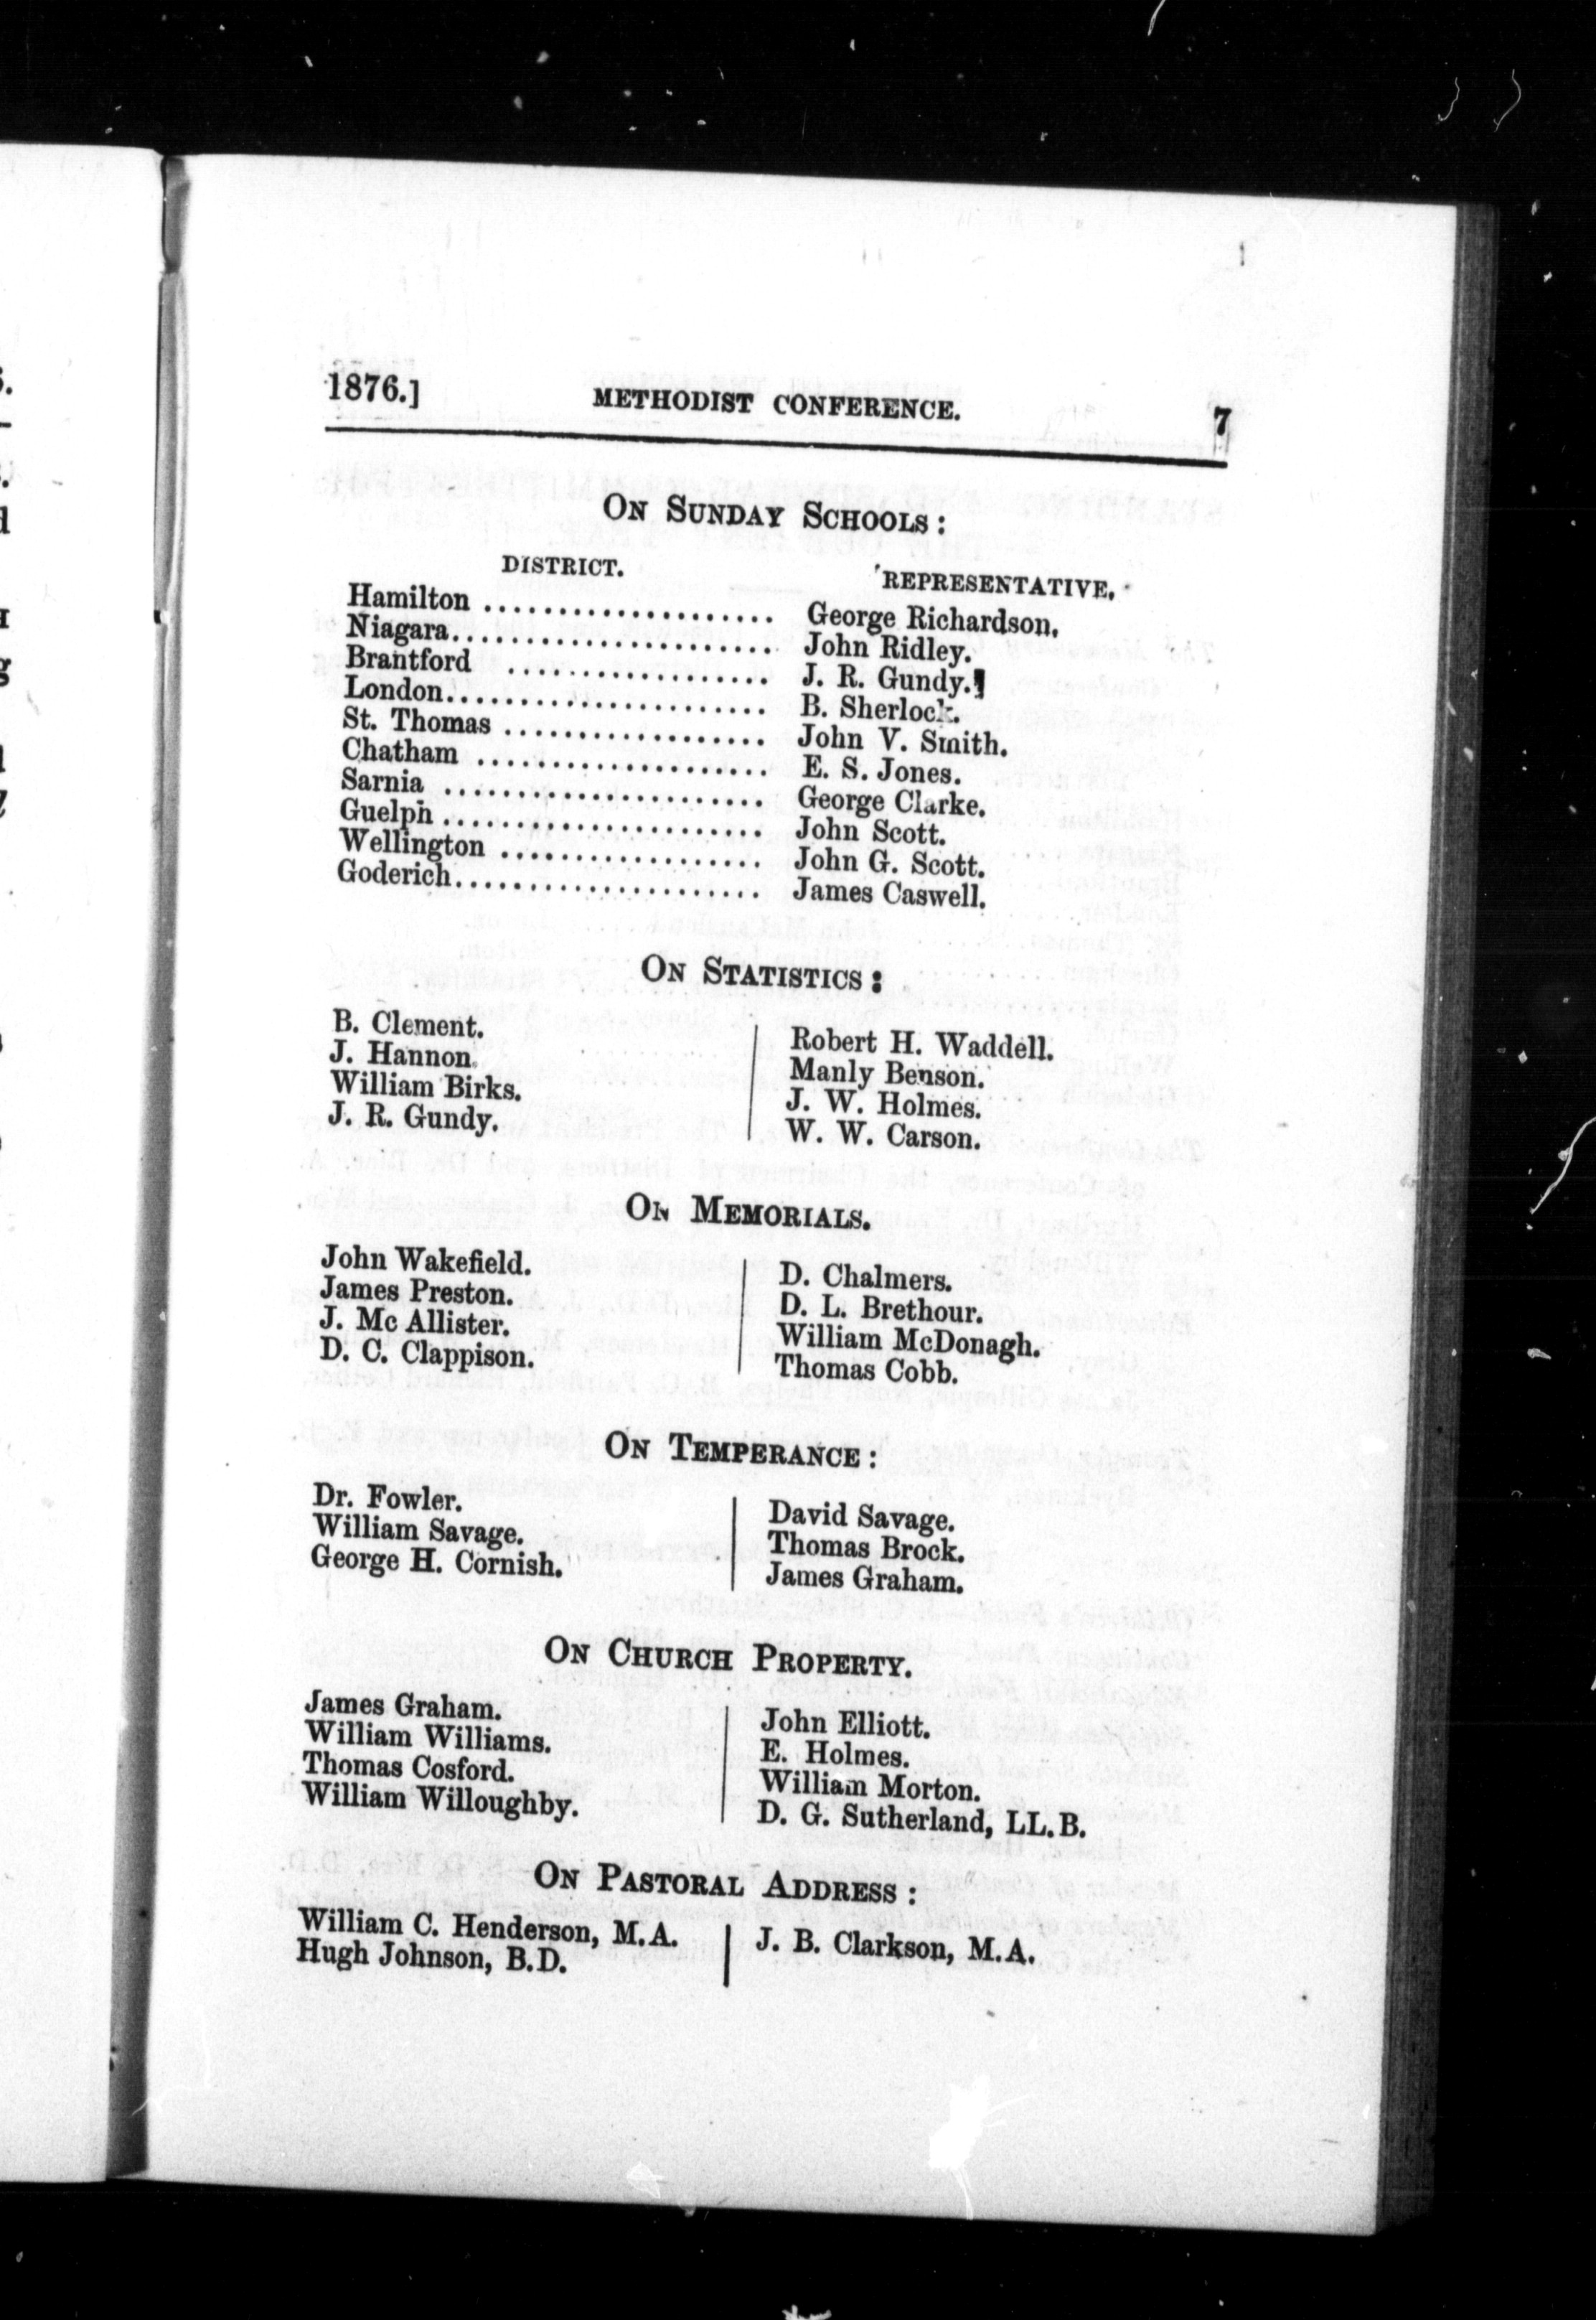 1876.] METHODIST CONFERENCE. 7
ON SUNDAY SCHOOLS:
DISTRICT. REPRESENTATIVE.
Hamilton .................... George Richardson.
Niagara...................... John Ridley.
Brantford .................. J. R. Gundy.
London...................... B. Sherlock.
St. Thomas .................. John V. Smith.
Chatham .................... E. S. Jones.
Sarnia ...................... George Clarke.
Guelph ...................... John Scott.
Wellington .................. John G. Scott.
Goderich..................... James Caswell.
ON STATISTICS:
B. Clement. Robert H. Waddell.
J. Hannon. Manly Benson.
William Birks. J. W. Holmes.
J. R. Gundy. W. W. Carson.
ON MEMORIALS.
John Wakefield. D. Chalmers.
James Preston. D. L. Brethour.
J. Mc Allister. William McDonagh.
D. C. Clappison. Thomas Cobb.
ON TEMPERANCE:
Dr. Fowler. David Savage.
William Savage. Thomas Brock.
George H. Cornish. James Graham.
ON CHURCH PROPERTY.
James Graham. John Elliott.
William Williams. E. Holmes.
Thomas Cosford. William Morton.
William Willoughby. D. G. Sutherland, LL.B.
ON PASTORAL ADDRESS:
William C. Henderson, M.A. J. B. Clarkson, M.A.
Hugh Johnson, B.D.